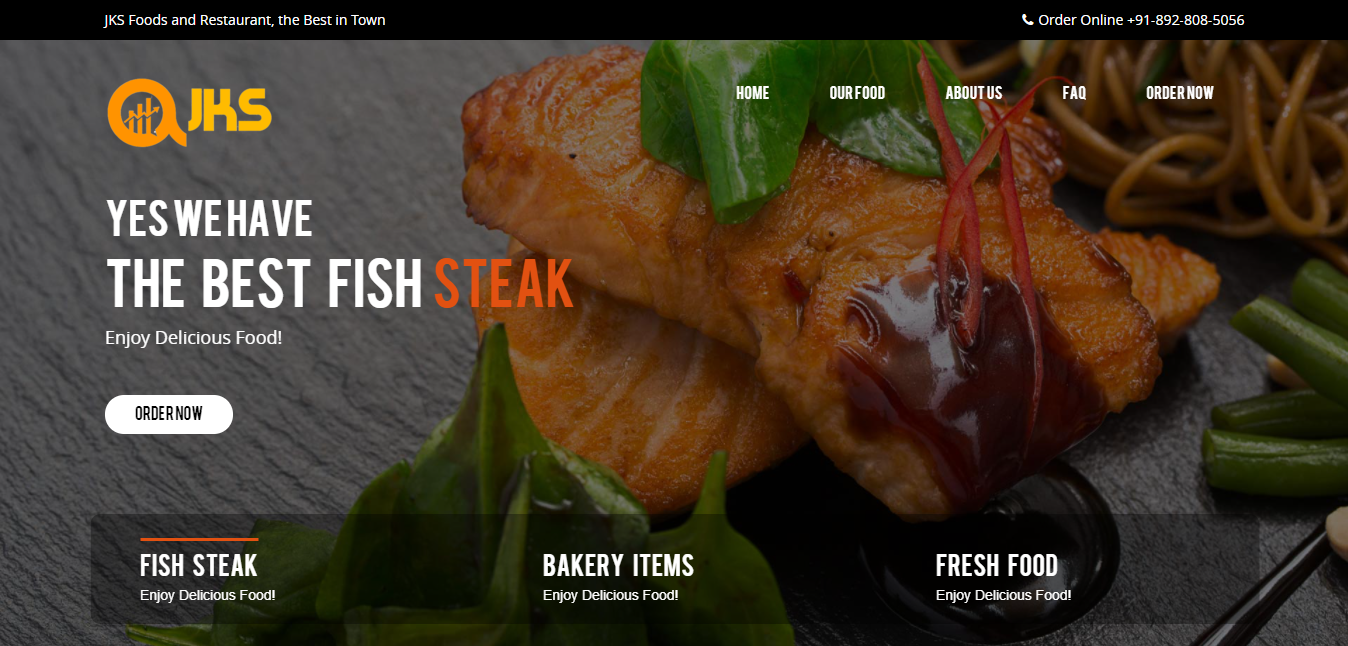 JKS Foods and Restaurant, the Best in Town
Order Online +91-892-808-5056
JKS
HOME
OUR FOOD
ABOUT US
FAQ
ORDER NOW
YES WE HAVE
THE BEST FISH STEAK
Enjoy Delicious Food!
ORDER NOW
FISH STEAK
Enjoy Delicious Food!
BAKERY ITEMS
Enjoy Delicious Food!
FRESH FOOD
Enjoy Delicious Food!